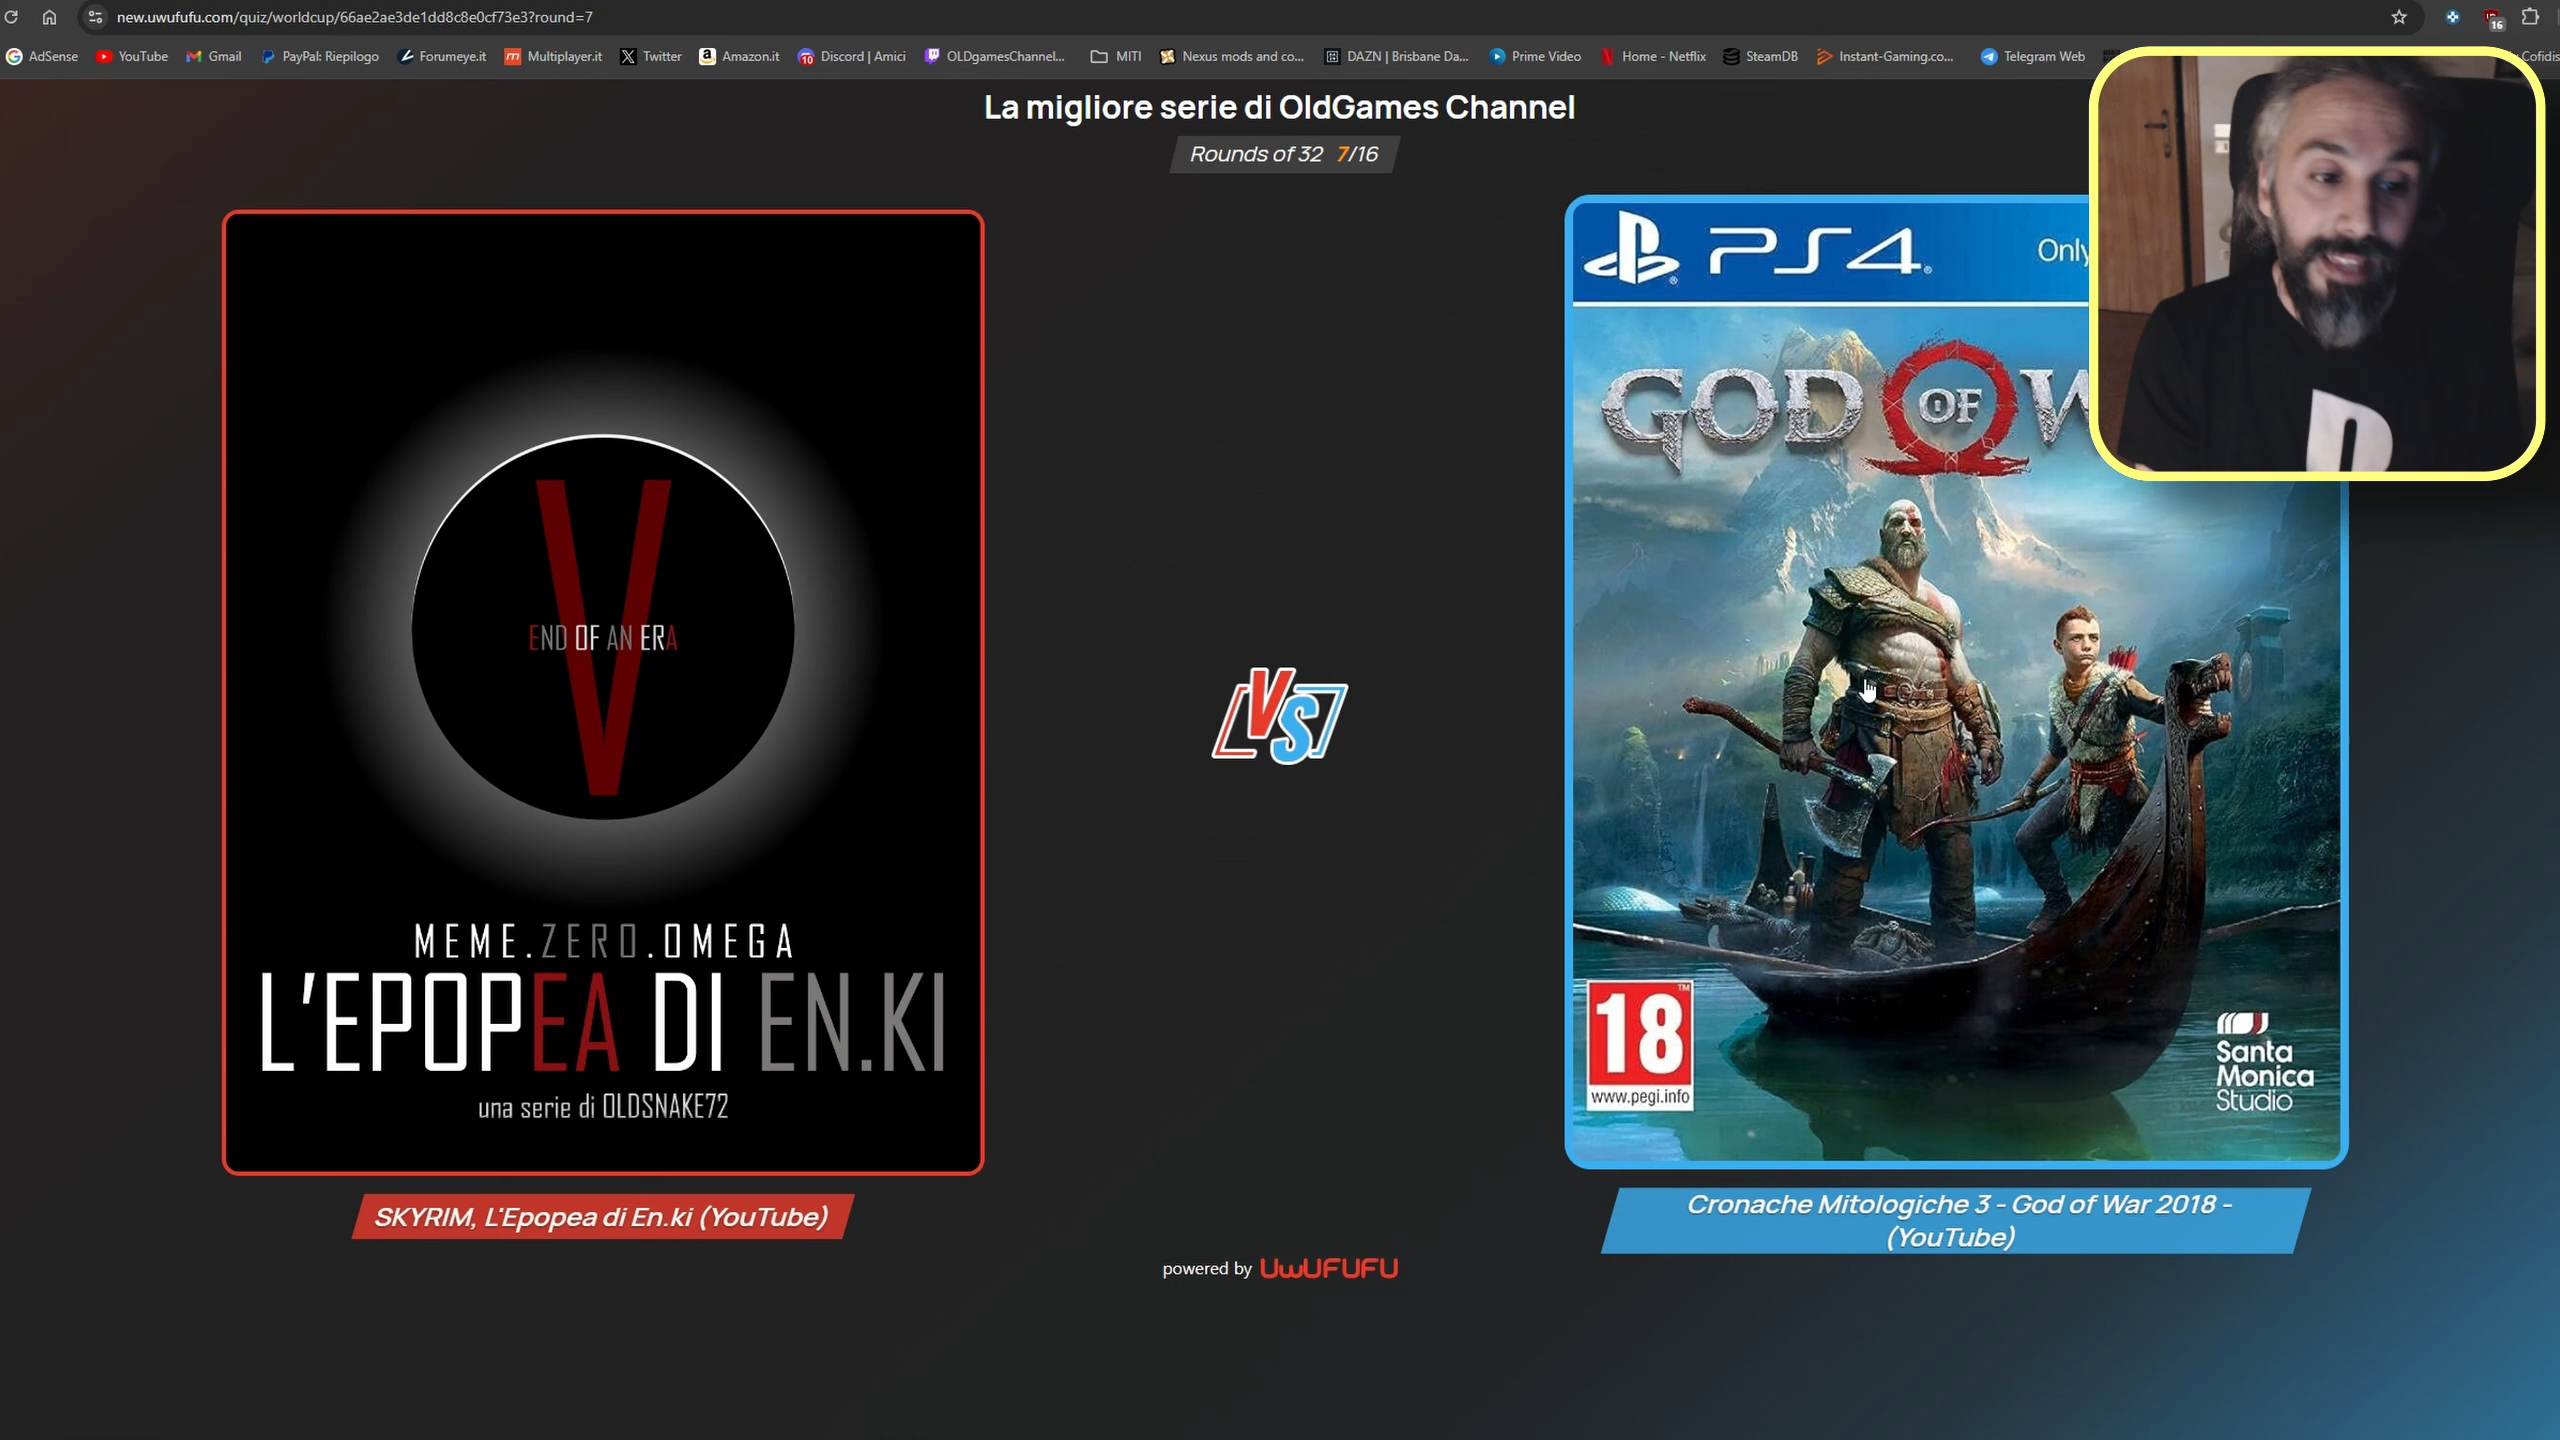 new.uwufufu.com/quiz/worldcup/66ae2ae3de1dd8c8e0cf73e3?round=7
16
AdSense YouTube Gmail PayPal: Riepilogo Forumeye.it Multiplayer.it Twitter Amazon.it 10 Discord | Amici OLDgamesChannel... MITI Nexus mods and co... DAZN | Brisbane Da... Prime Video Home - Netflix SteamDB Instant-Gaming.co... Telegram Web Cofidis
La migliore serie di OldGames Channel
Rounds of 32 7/16
V
END OF AN ERA
MEME.ZERO.OMEGA
L'EPOPEA DI EN.KI
una serie di OLDSNAKE72
SKYRIM, L'Epopea di En.ki (YouTube)
VS
PS4 Only
GOD OF W
18
www.pegi.info
Santa
Monica
Studio
Cronache Mitologiche 3 - God of War 2018 -
(YouTube)
powered by UwUFUFU